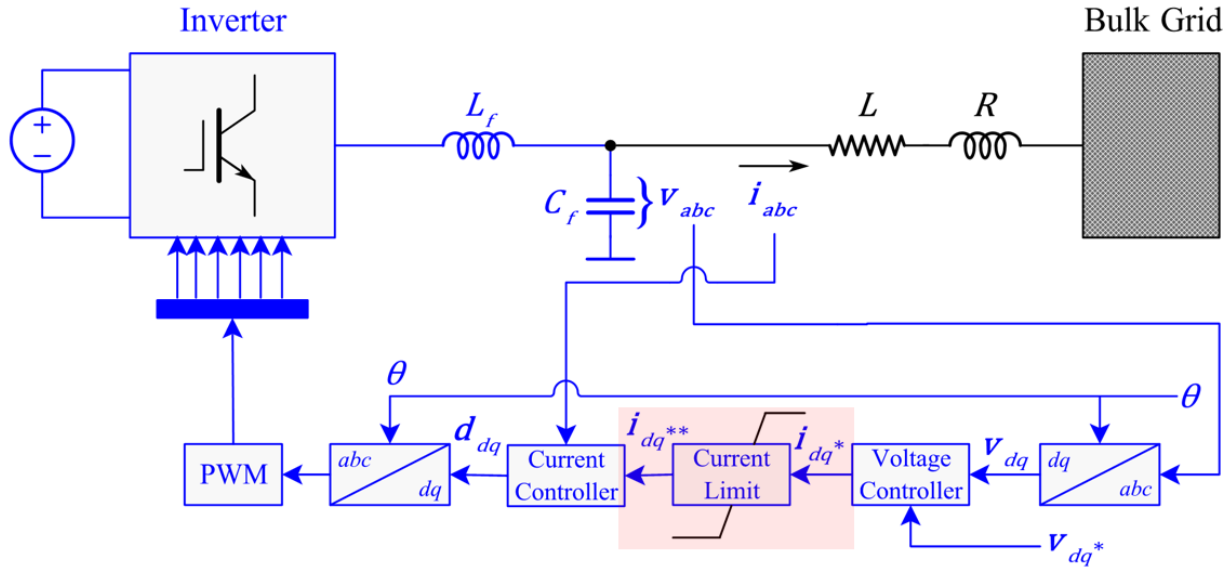 Inverter
Bulk Grid
+
−
L_f
L
R
C_f
} v_abc
i_abc
θ
θ
d_dq
i_dq**
i_dq*
v_dq
PWM
abc
dq
Current
Controller
Current
Limit
Voltage
Controller
dq
abc
v_dq*